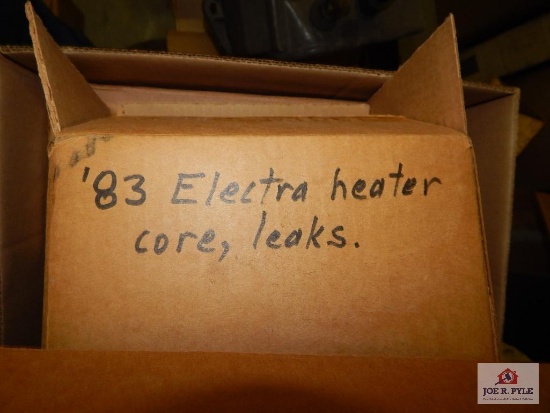 '83 Electra heater
core, leaks.
JOE R. PYLE